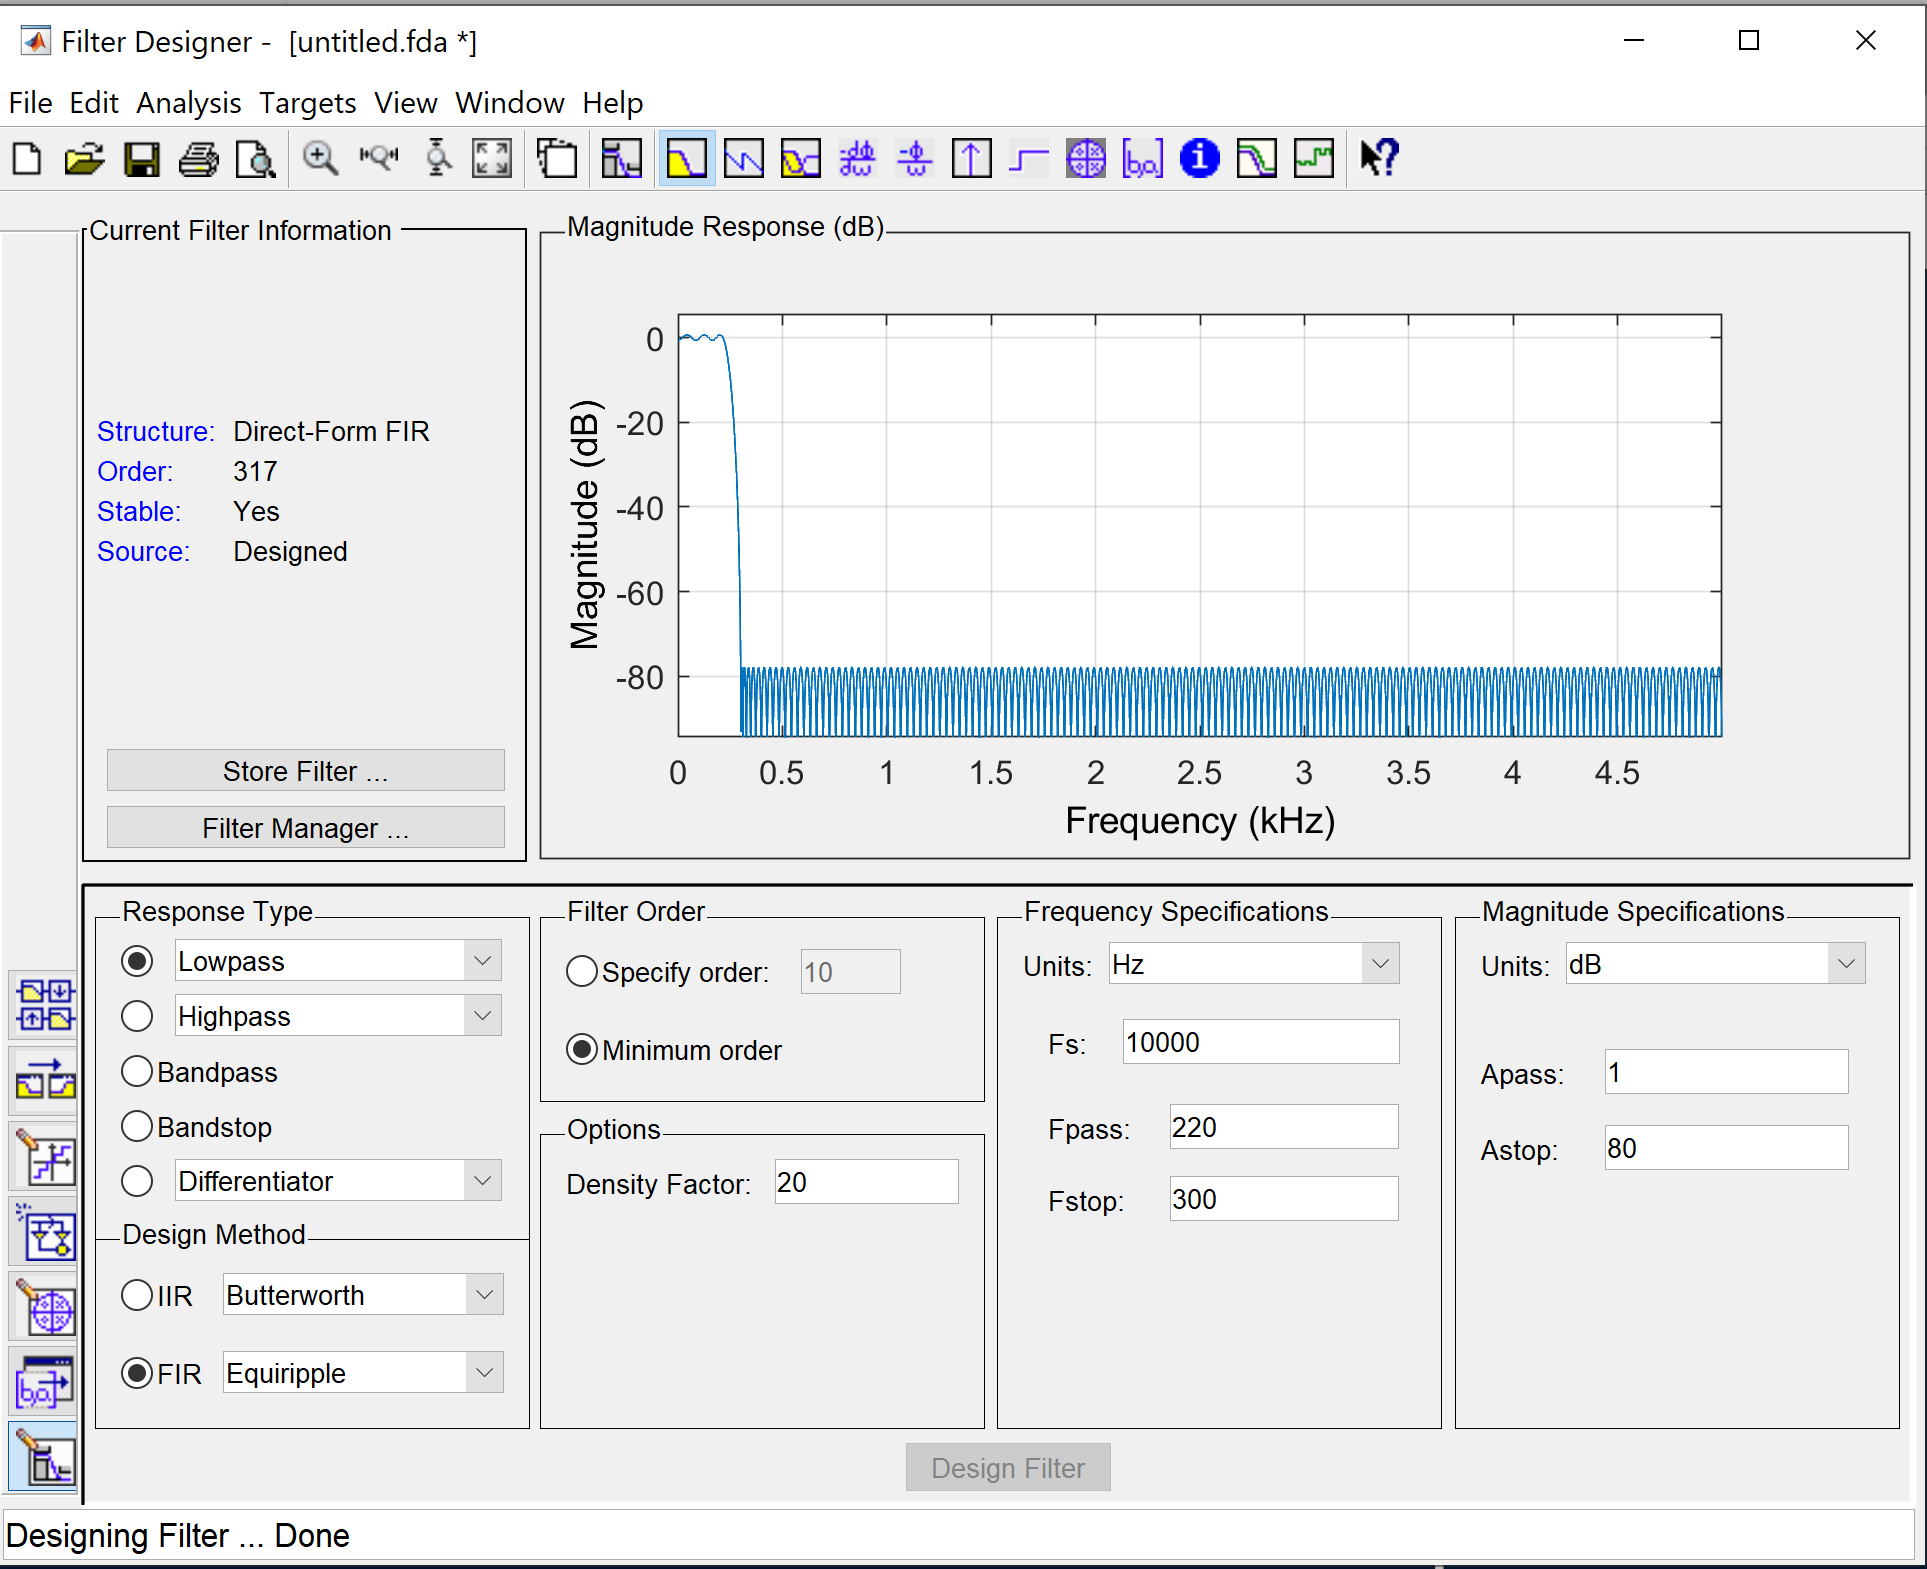 Filter Designer - [untitled.fda *]
File Edit Analysis Targets View Window Help
Current Filter Information
Structure: Direct-Form FIR
Order: 317
Stable: Yes
Source: Designed
Store Filter ...
Filter Manager ...
Magnitude Response (dB)
Magnitude (dB)
0
-20
-40
-60
-80
0 0.5 1 1.5 2 2.5 3 3.5 4 4.5
Frequency (kHz)
Response Type
Lowpass
Highpass
Bandpass
Bandstop
Differentiator
Design Method
IIR Butterworth
FIR Equiripple
Filter Order
Specify order: 10
Minimum order
Options
Density Factor: 20
Frequency Specifications
Units: Hz
Fs: 10000
Fpass: 220
Fstop: 300
Magnitude Specifications
Units: dB
Apass: 1
Astop: 80
Design Filter
Designing Filter ... Done